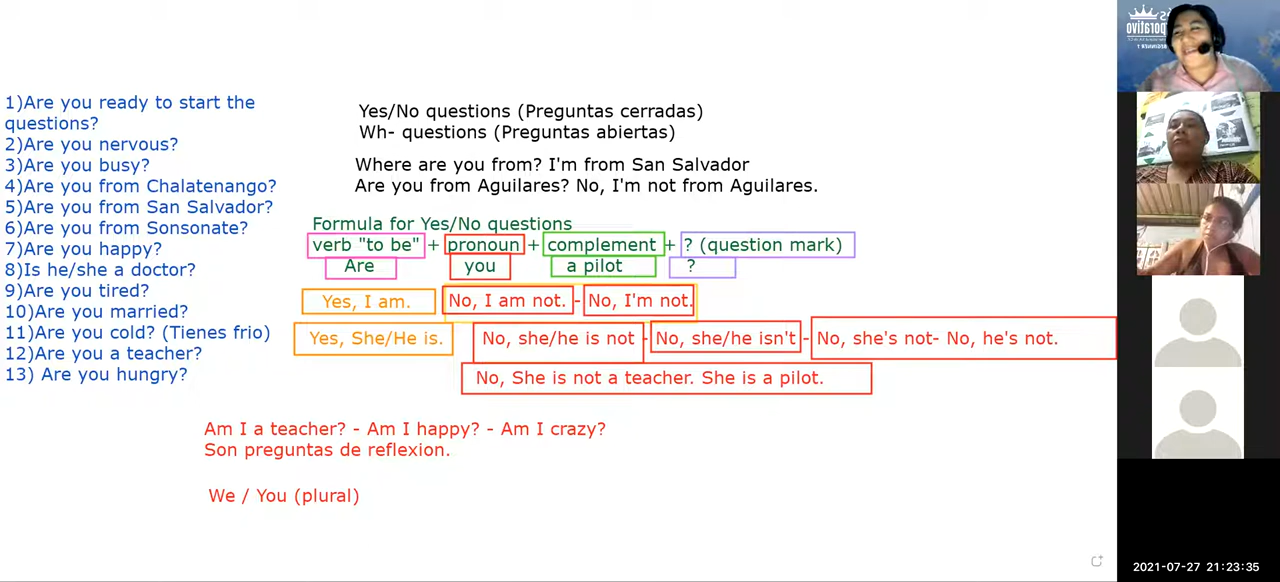 1)Are you ready to start the
questions?
2)Are you nervous?
3)Are you busy?
4)Are you from Chalatenango?
5)Are you from San Salvador?
6)Are you from Sonsonate?
7)Are you happy?
8)Is he/she a doctor?
9)Are you tired?
10)Are you married?
11)Are you cold? (Tienes frio)
12)Are you a teacher?
13) Are you hungry?
Yes/No questions (Preguntas cerradas)
Wh- questions (Preguntas abiertas)
Where are you from? I'm from San Salvador
Are you from Aguilares? No, I'm not from Aguilares.
Formula for Yes/No questions
verb "to be" + pronoun + complement + ? (question mark)
Are you a pilot ?
Yes, I am. No, I am not. - No, I'm not.
Yes, She/He is. No, she/he is not - No, she/he isn't - No, she's not- No, he's not.
No, She is not a teacher. She is a pilot.
Am I a teacher? - Am I happy? - Am I crazy?
Son preguntas de reflexion.
We / You (plural)
2021-07-27 21:23:35